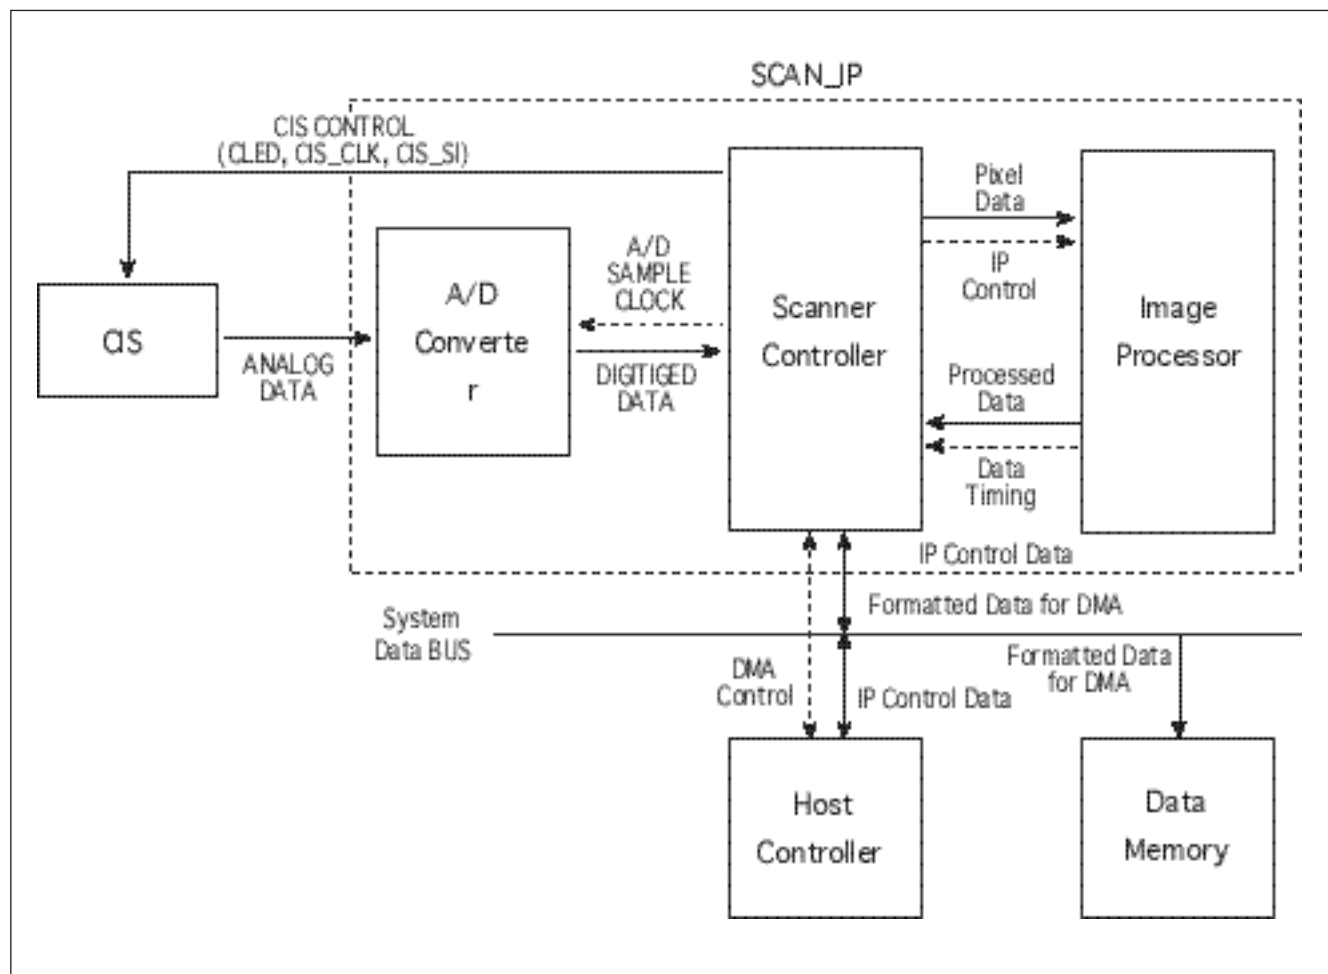 SCAN_IP
CIS CONTROL
(CLED, CIS_CLK, CIS_SI)
CIS
ANALOG
DATA
A/D
Converte
r
A/D
SAMPLE
CLOCK
DIGITIGED
DATA
Scanner
Controller
Pixel
Data
IP
Control
Processed
Data
Data
Timing
Image
Processor
IP Control Data
Formatted Data for DMA
System
Data BUS
DMA
Control
IP Control Data
Formatted Data
for DMA
Host
Controller
Data
Memory